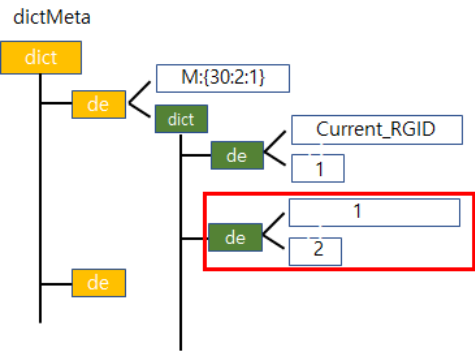 dictMeta
dict
de
M:{30:2:1}
dict
de
Current_RGID
1
de
1
2
de